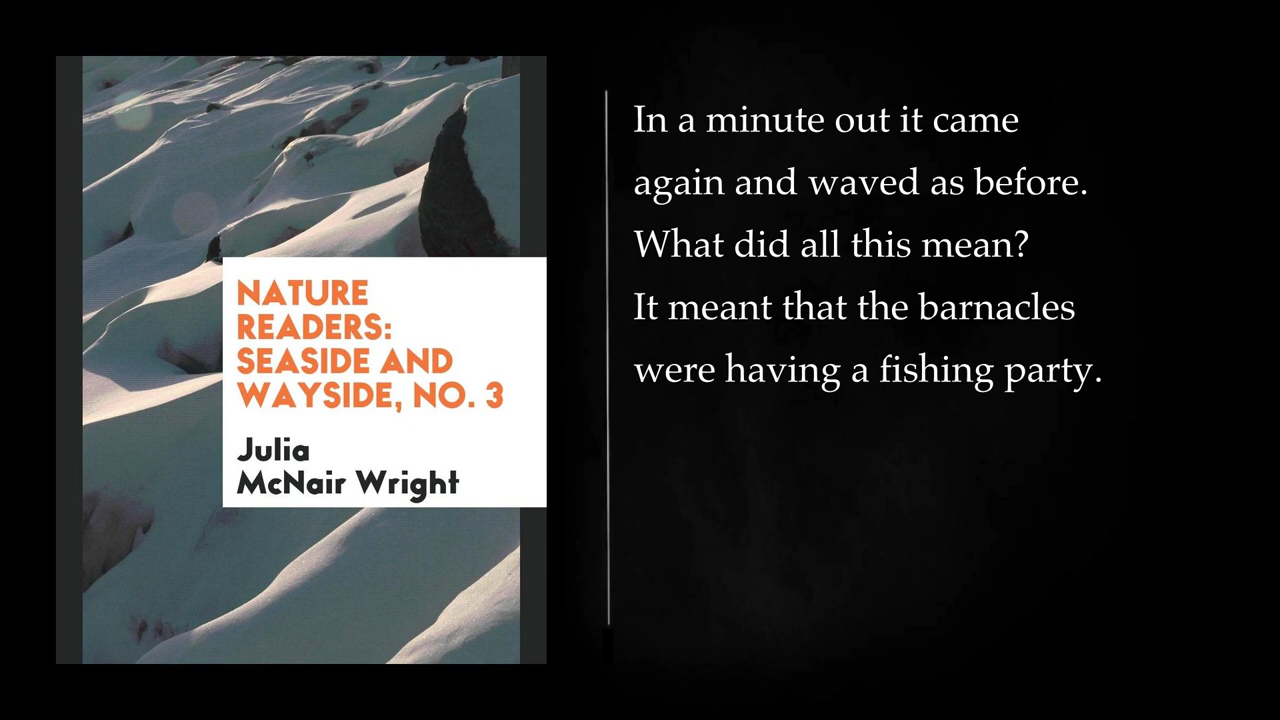 NATURE
READERS:
SEASIDE AND
WAYSIDE, NO. 3
Julia
McNair Wright
In a minute out it came
again and waved as before.
What did all this mean?
It meant that the barnacles
were having a fishing party.